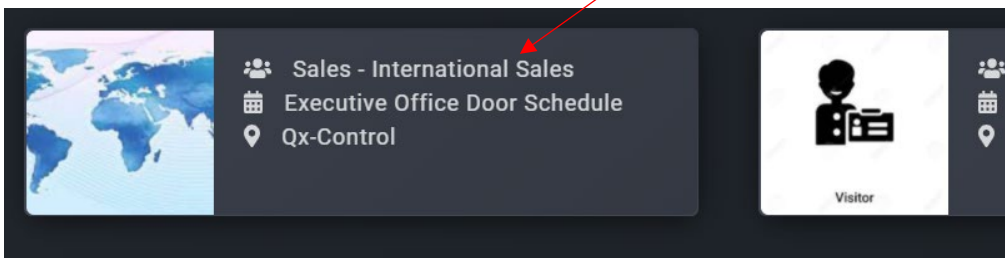 Sales - International Sales
Executive Office Door Schedule
Qx-Control
Visitor